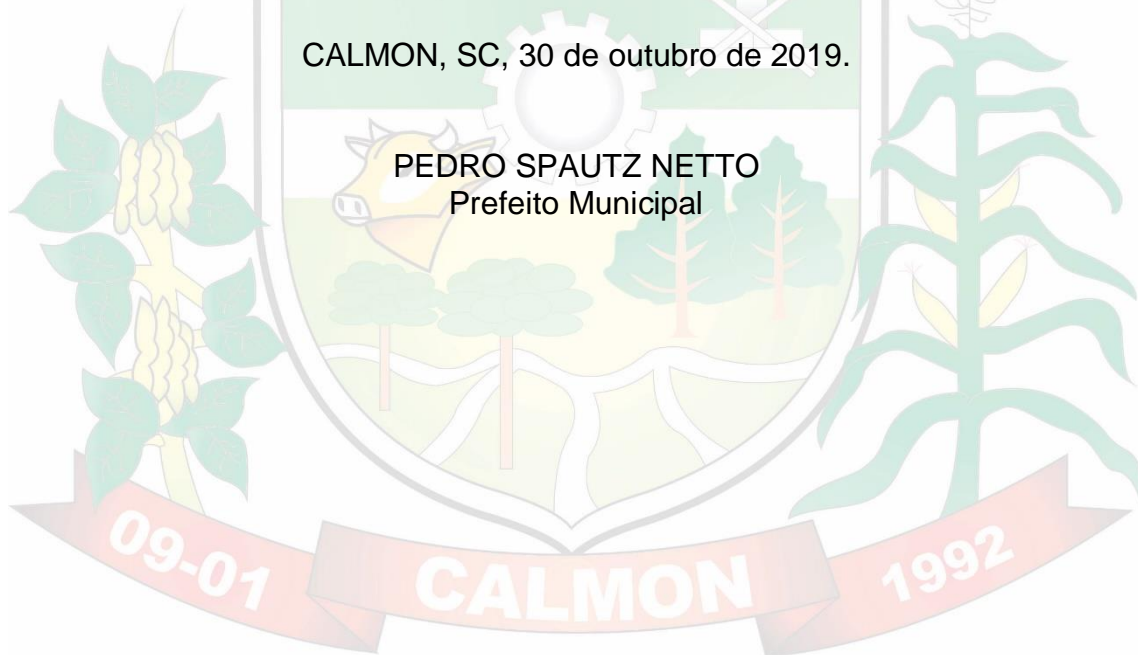 CALMON, SC, 30 de outubro de 2019.
PEDRO SPAUTZ NETTO
Prefeito Municipal
09-01
CALMON
1992